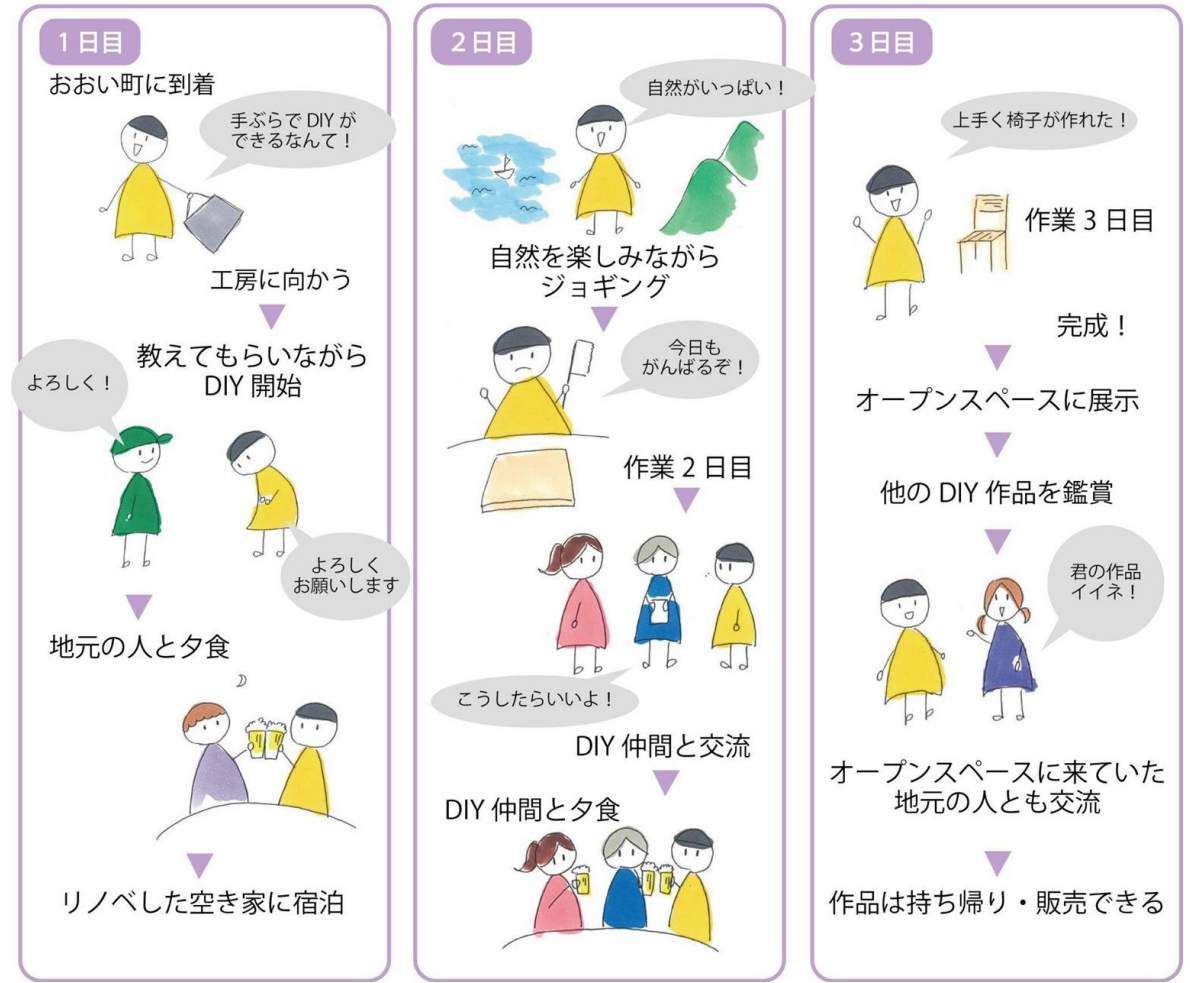 1日目
おおい町に到着
手ぶらで DIY が
できるなんて！
工房に向かう
教えてもらいながら
DIY 開始
よろしく！
よろしく
お願いします
地元の人と夕食
リノベした空き家に宿泊
2日目
自然がいっぱい！
自然を楽しみながら
ジョギング
今日も
がんばるぞ！
作業 2 日目
こうしたらいいよ！
DIY 仲間と交流
DIY 仲間と夕食
3日目
上手く椅子が作れた！
作業 3 日目
完成！
オープンスペースに展示
他の DIY 作品を鑑賞
君の作品
イイネ！
オープンスペースに来ていた
地元の人とも交流
作品は持ち帰り・販売できる